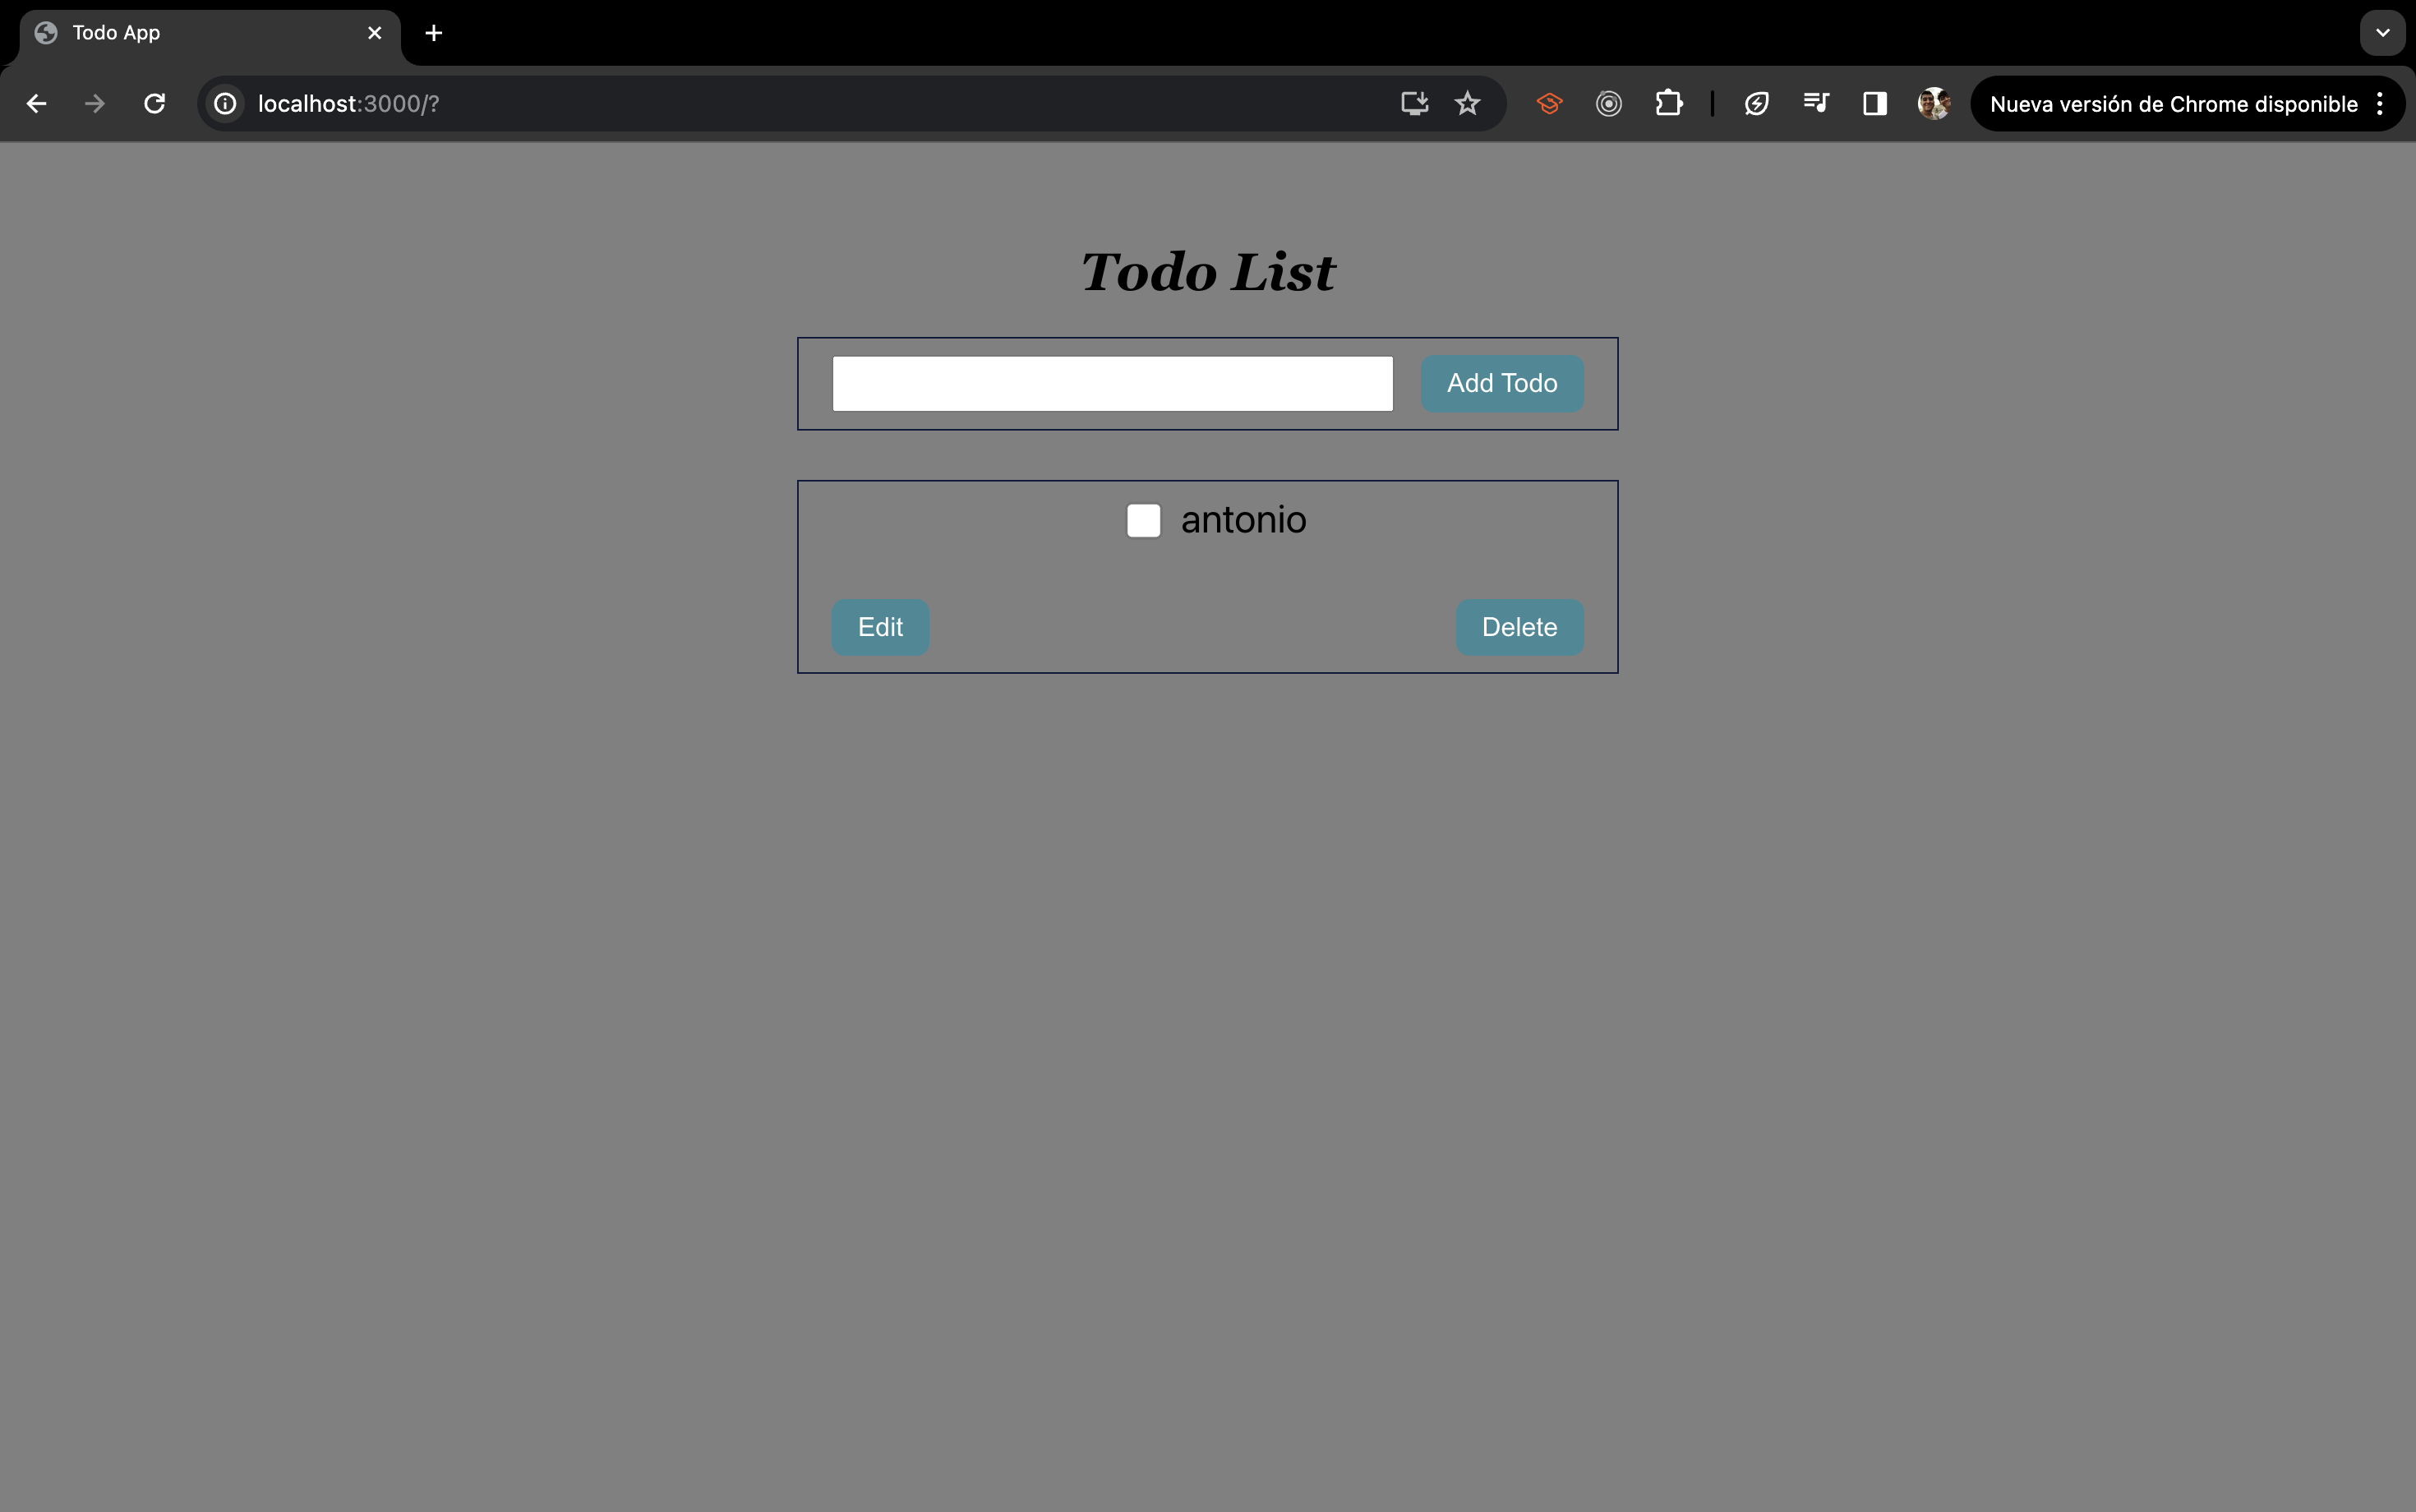 Todo App
localhost:3000/?
Nueva versión de Chrome disponible
Todo List
Add Todo
antonio
Edit
Delete